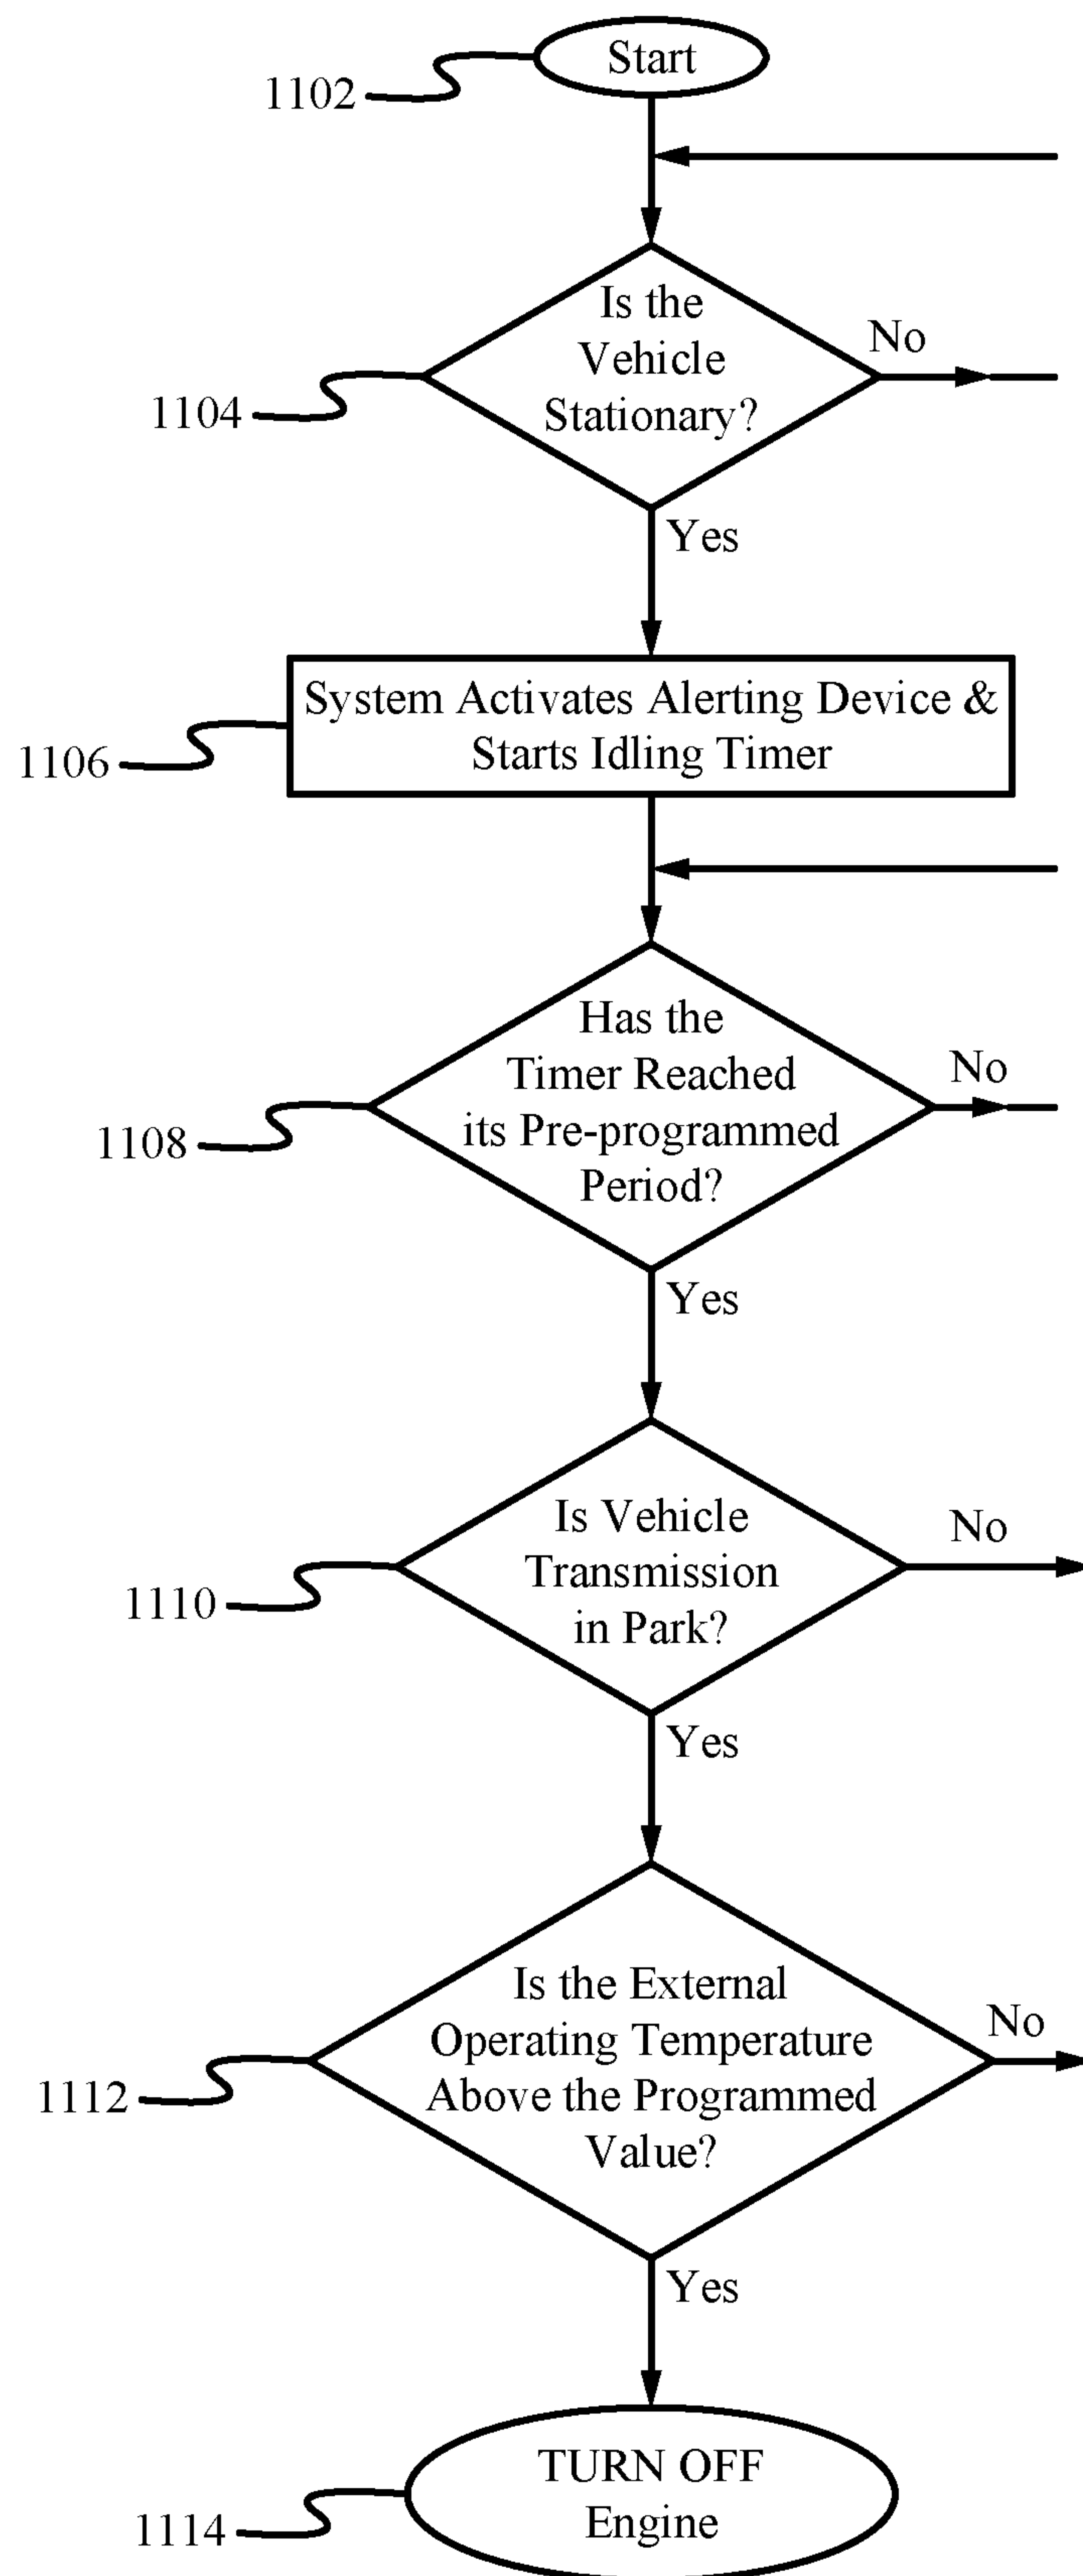 Start
1102
Is the
Vehicle
Stationary?
No
1104
Yes
System Activates Alerting Device &
Starts Idling Timer
1106
Has the
Timer Reached
its Pre-programmed
Period?
No
1108
Yes
Is Vehicle
Transmission
in Park?
No
1110
Yes
Is the External
Operating Temperature
Above the Programmed
Value?
No
1112
Yes
TURN OFF
Engine
1114